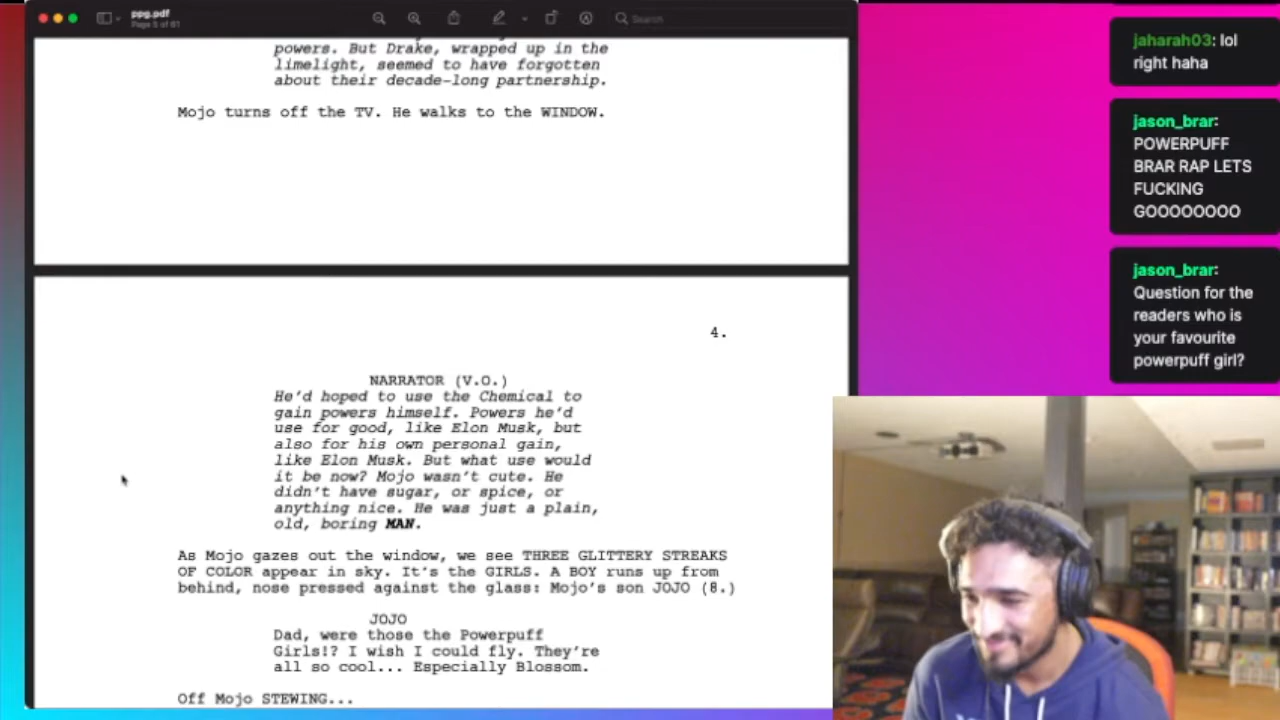 ppg.pdf
Page 5 of 61
Search
powers. But Drake, wrapped up in the
limelight, seemed to have forgotten
about their decade-long partnership.
Mojo turns off the TV. He walks to the WINDOW.
4.
NARRATOR (V.O.)
He'd hoped to use the Chemical to
gain powers himself. Powers he'd
use for good, like Elon Musk, but
also for his own personal gain,
like Elon Musk. But what use would
it be now? Mojo wasn't cute. He
didn't have sugar, or spice, or
anything nice. He was just a plain,
old, boring MAN.
As Mojo gazes out the window, we see THREE GLITTERY STREAKS
OF COLOR appear in sky. It's the GIRLS. A BOY runs up from
behind, nose pressed against the glass: Mojo's son JOJO (8.)
JOJO
Dad, were those the Powerpuff
Girls!? I wish I could fly. They're
all so cool... Especially Blossom.
Off Mojo STEWING...
jaharah03: lol
right haha
jason_brar:
POWERPUFF
BRAR RAP LETS
FUCKING
GOOOOOOOO
jason_brar:
Question for the
readers who is
your favourite
powerpuff girl?